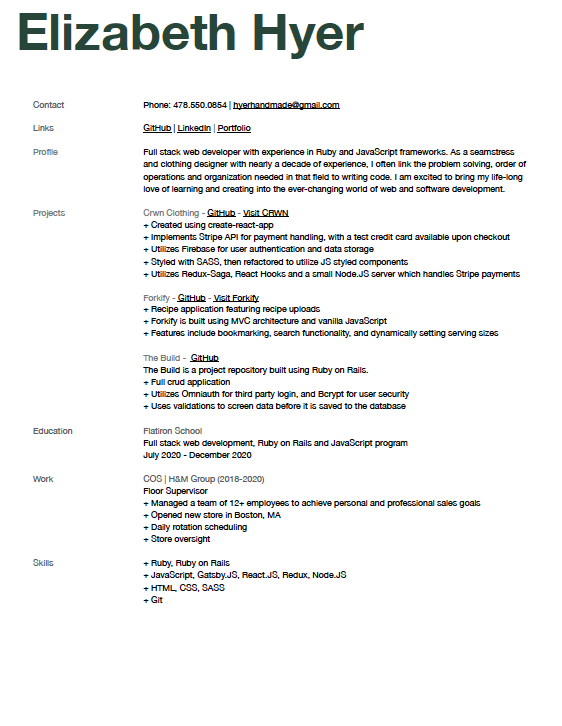 Elizabeth Hyer
Contact Phone: 478.550.0854 | hyerhandmade@gmail.com
Links GitHub | LinkedIn | Portfolio
Profile Full stack web developer with experience in Ruby and JavaScript frameworks. As a seamstress
and clothing designer with nearly a decade of experience, I often link the problem solving, order of
operations and organization needed in that field to writing code. I am excited to bring my life-long
love of learning and creating into the ever-changing world of web and software development.
Projects Crwn Clothing - GitHub - Visit CRWN
+ Created using create-react-app
+ Implements Stripe API for payment handling, with a test credit card available upon checkout
+ Utilizes Firebase for user authentication and data storage
+ Styled with SASS, then refactored to utilize JS styled components
+ Utilizes Redux-Saga, React Hooks and a small Node.JS server which handles Stripe payments
Forkify - GitHub - Visit Forkify
+ Recipe application featuring recipe uploads
+ Forkify is built using MVC architecture and vanilla JavaScript
+ Features include bookmarking, search functionality, and dynamically setting serving sizes
The Build - GitHub
The Build is a project repository built using Ruby on Rails.
+ Full crud application
+ Utilizes Omniauth for third party login, and Bcrypt for user security
+ Uses validations to screen data before it is saved to the database
Education Flatiron School
Full stack web development, Ruby on Rails and JavaScript program
July 2020 - December 2020
Work COS | H&M Group (2018-2020)
Floor Supervisor
+ Managed a team of 12+ employees to achieve personal and professional sales goals
+ Opened new store in Boston, MA
+ Daily rotation scheduling
+ Store oversight
Skills + Ruby, Ruby on Rails
+ JavaScript, Gatsby.JS, React.JS, Redux, Node.JS
+ HTML, CSS, SASS
+ Git